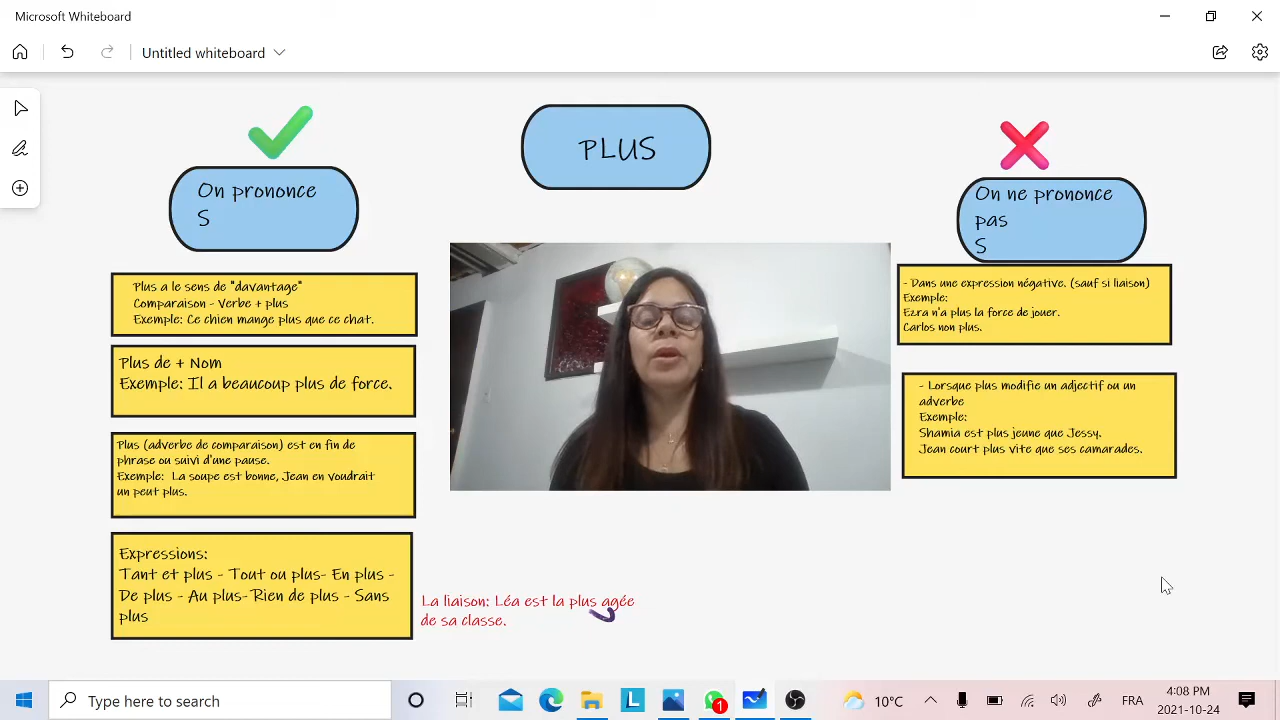 Microsoft Whiteboard
Untitled whiteboard
PLUS
On prononce
S
Plus a le sens de "davantage"
Comparaison - Verbe + plus
Exemple: Ce chien mange plus que ce chat.
Plus de + Nom
Exemple: Il a beaucoup plus de force.
Plus (adverbe de comparaison) est en fin de
phrase ou suivi d'une pause.
Exemple: La soupe est bonne, Jean en voudrait
un peut plus.
Expressions:
Tant et plus - Tout ou plus- En plus -
De plus - Au plus- Rien de plus - Sans
plus
La liaison: Léa est la plus agée
de sa classe.
On ne prononce
pas
S
- Dans une expression négative. (sauf si liaison)
Exemple:
Ezra n'a plus la force de jouer.
Carlos non plus.
- Lorsque plus modifie un adjectif ou un
adverbe
Exemple:
Shamia est plus jeune que Jessy.
Jean court plus vite que ses camarades.
Type here to search
L
1
10°C
FRA
4:08 PM
2021-10-24